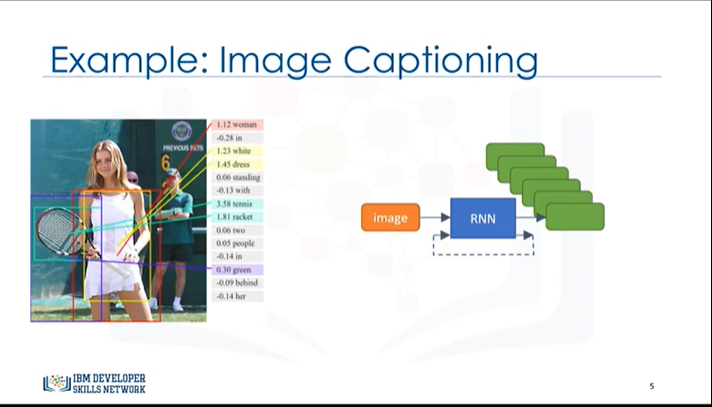 Example: Image Captioning
PREVIOUS SETS
6
1.12 woman
-0.28 in
1.23 white
1.45 dress
0.06 standing
-0.13 with
3.58 tennis
1.81 racket
0.06 two
0.05 people
-0.14 in
0.30 green
-0.09 behind
-0.14 her
image
RNN
IBM DEVELOPER
SKILLS NETWORK
5